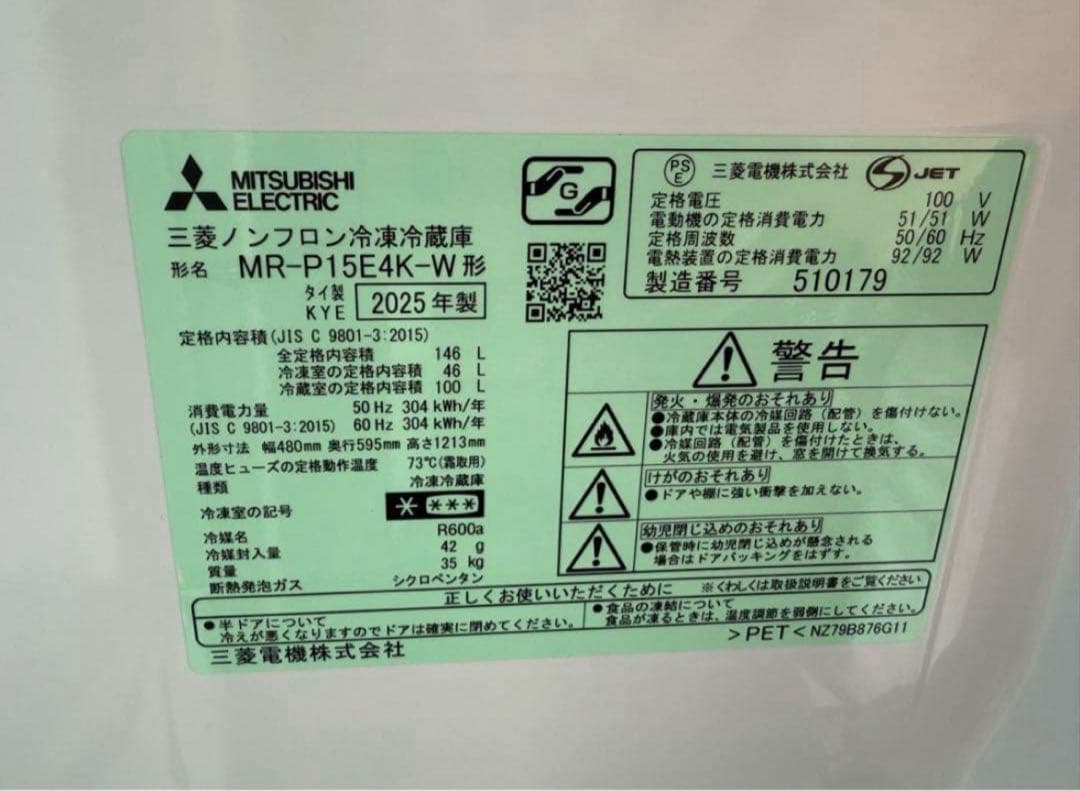 MITSUBISHI
ELECTRIC
三菱ノンフロン冷凍冷蔵庫
形名 MR-P15E4K-W形
タイ製
KYE 2025年製
定格内容積(JIS C 9801-3:2015)
全定格内容積 146 L
冷凍室の定格内容積 46 L
冷蔵室の定格内容積 100 L
消費電力量 50 Hz 304 kWh/年
(JIS C 9801-3:2015) 60 Hz 304 kWh/年
外形寸法 幅480mm 奥行595mm 高さ1213mm
温度ヒューズの定格動作温度 73℃(霜取用)
種類 冷凍冷蔵庫
冷凍室の記号 * ***
冷媒名 R600a
冷媒封入量 42 g
質量 35 kg
断熱発泡ガス シクロペンタン
G
PSE 三菱電機株式会社 JET
定格電圧 100 V
電動機の定格消費電力 51/51 W
定格周波数 50/60 Hz
電熱装置の定格消費電力 92/92 W
製造番号 510179
警告
発火・爆発のおそれあり
●冷蔵庫本体の冷媒回路（配管）を傷付けない。
●庫内では電気製品を使用しない。
●冷媒回路（配管）を傷付けたときは、
火気の使用を避け、窓を開けて換気する。
けがのおそれあり
●ドアや棚に強い衝撃を加えない。
幼児閉じ込めのおそれあり
●保管時に幼児閉じ込めが懸念される
場合はドアパッキングをはずす。
正しくお使いいただくために ※くわしくは取扱説明書をご覧ください
●半ドアについて
冷えが悪くなりますのでドアは確実に閉めてください。
●食品の凍結について
食品が凍るときは、温度調節を弱側にしてください。
三菱電機株式会社
>PET< NZ79B876G11